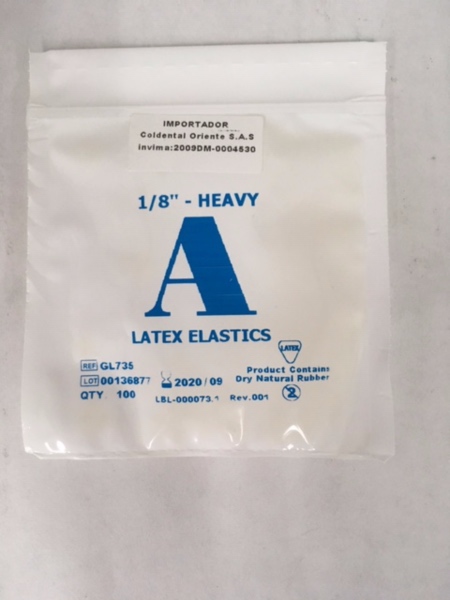 IMPORTADOR
Coldental Oriente S.A.S
invima:2009DM-0004530
1/8" - HEAVY
A
LATEX ELASTICS
LATEX
REF GL735
Product Contains
Dry Natural Rubber
LOT 00136877
2020/09
QTY. 100
LBL-000073.1 Rev.001
2